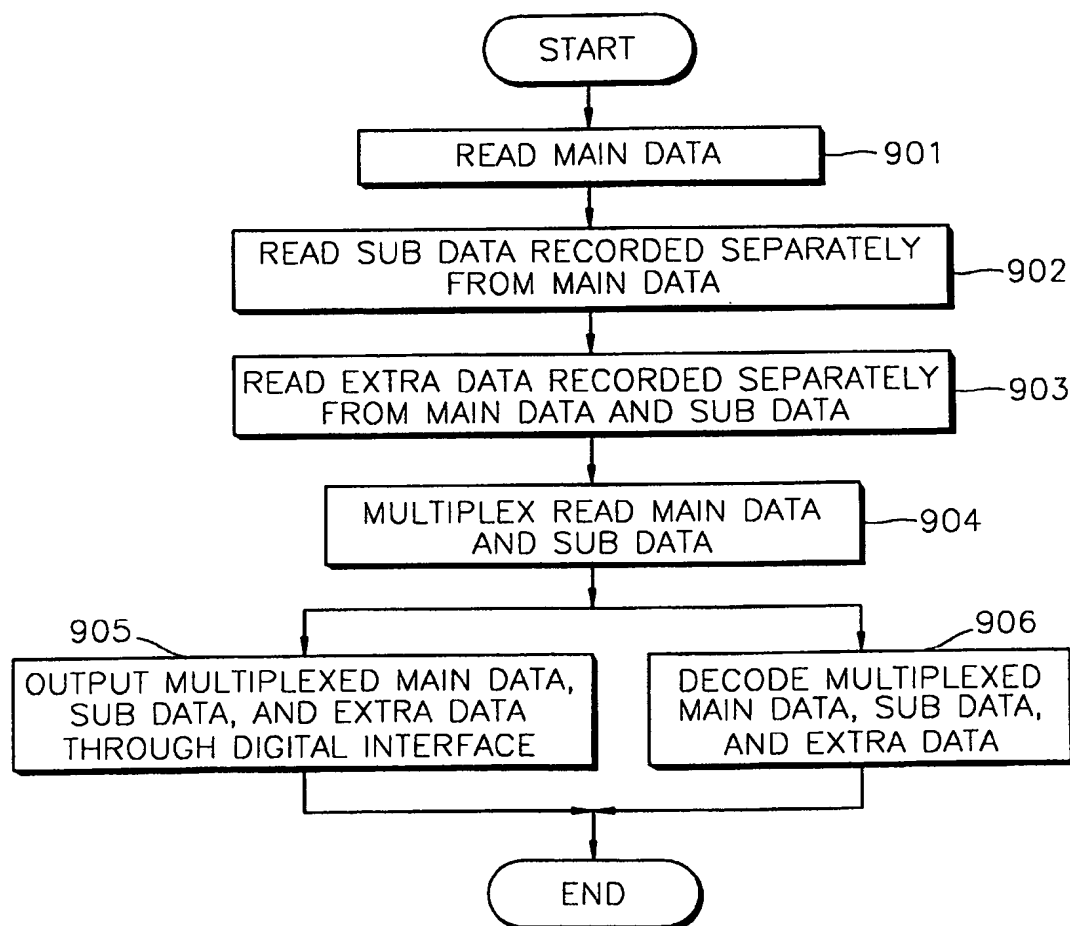 START
READ MAIN DATA
901
READ SUB DATA RECORDED SEPARATELY
FROM MAIN DATA
902
READ EXTRA DATA RECORDED SEPARATELY
FROM MAIN DATA AND SUB DATA
903
MULTIPLEX READ MAIN DATA
AND SUB DATA
904
905
OUTPUT MULTIPLEXED MAIN DATA,
SUB DATA, AND EXTRA DATA
THROUGH DIGITAL INTERFACE
906
DECODE MULTIPLEXED
MAIN DATA, SUB DATA,
AND EXTRA DATA
END